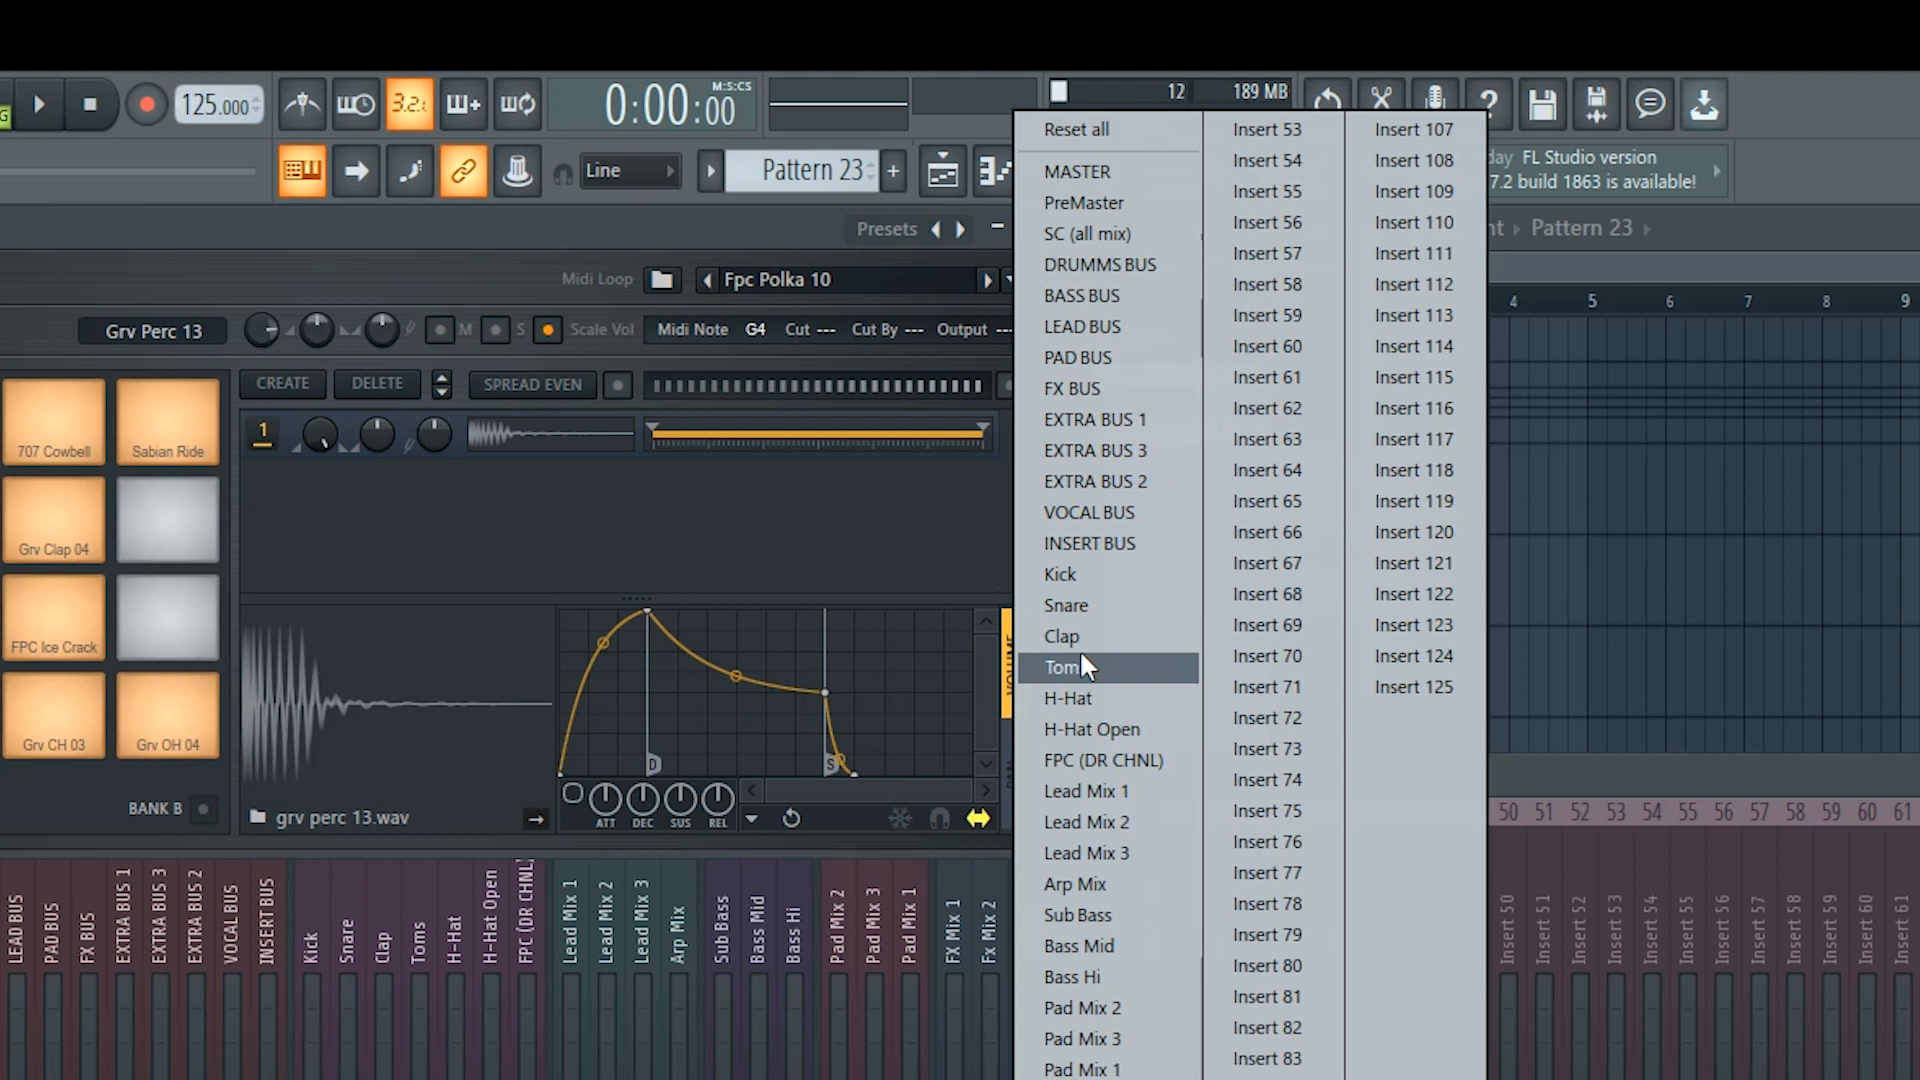 125.000
3.2.
0:00:00
M:S:CS
12
189 MB
?
Line
Pattern 23
+
day FL Studio version
7.2 build 1863 is available!
Presets
nt › Pattern 23 ›
Midi Loop
Fpc Polka 10
Grv Perc 13
M
S
Scale Vol
Midi Note G4 Cut --- Cut By --- Output ---
CREATE
DELETE
SPREAD EVEN
1
707 Cowbell
Sabian Ride
Grv Clap 04
FPC Ice Crack
Grv CH 03
Grv OH 04
BANK B
grv perc 13.wav
D
S
ATT
DEC
SUS
REL
VOLUME
Reset all
MASTER
PreMaster
SC (all mix)
DRUMMS BUS
BASS BUS
LEAD BUS
PAD BUS
FX BUS
EXTRA BUS 1
EXTRA BUS 3
EXTRA BUS 2
VOCAL BUS
INSERT BUS
Kick
Snare
Clap
Tom
H-Hat
H-Hat Open
FPC (DR CHNL)
Lead Mix 1
Lead Mix 2
Lead Mix 3
Arp Mix
Sub Bass
Bass Mid
Bass Hi
Pad Mix 2
Pad Mix 3
Pad Mix 1
Insert 53
Insert 54
Insert 55
Insert 56
Insert 57
Insert 58
Insert 59
Insert 60
Insert 61
Insert 62
Insert 63
Insert 64
Insert 65
Insert 66
Insert 67
Insert 68
Insert 69
Insert 70
Insert 71
Insert 72
Insert 73
Insert 74
Insert 75
Insert 76
Insert 77
Insert 78
Insert 79
Insert 80
Insert 81
Insert 82
Insert 83
Insert 107
Insert 108
Insert 109
Insert 110
Insert 111
Insert 112
Insert 113
Insert 114
Insert 115
Insert 116
Insert 117
Insert 118
Insert 119
Insert 120
Insert 121
Insert 122
Insert 123
Insert 124
Insert 125
4 5 6 7 8 9
50 51 52 53 54 55 56 57 58 59 60 61
LEAD BUS
PAD BUS
FX BUS
EXTRA BUS 1
EXTRA BUS 3
EXTRA BUS 2
VOCAL BUS
INSERT BUS
Kick
Snare
Clap
Toms
H-Hat
H-Hat Open
FPC (DR CHNL)
Lead Mix 1
Lead Mix 2
Lead Mix 3
Arp Mix
Sub Bass
Bass Mid
Bass Hi
Pad Mix 2
Pad Mix 3
Pad Mix 1
FX Mix 1
FX Mix 2
Insert 50
Insert 51
Insert 52
Insert 53
Insert 54
Insert 55
Insert 56
Insert 57
Insert 58
Insert 59
Insert 60
Insert 61